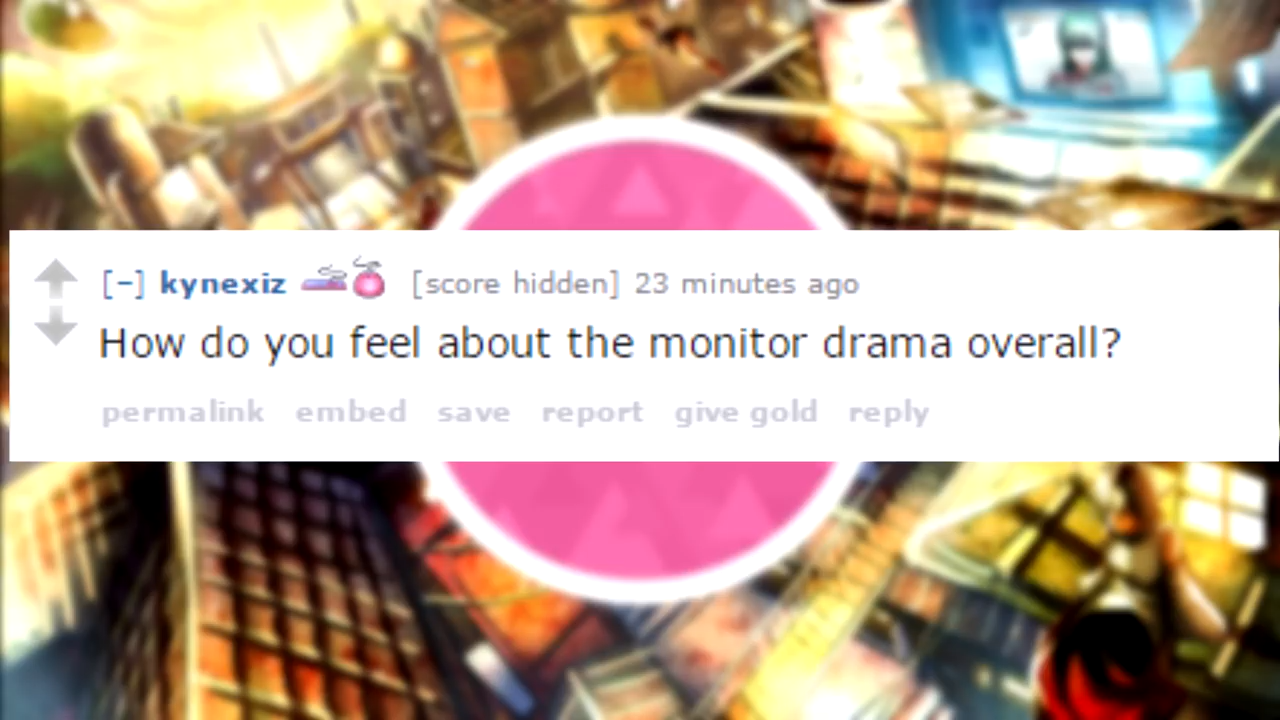 [−] kynexiz [score hidden] 23 minutes ago
How do you feel about the monitor drama overall?
permalink embed save report give gold reply